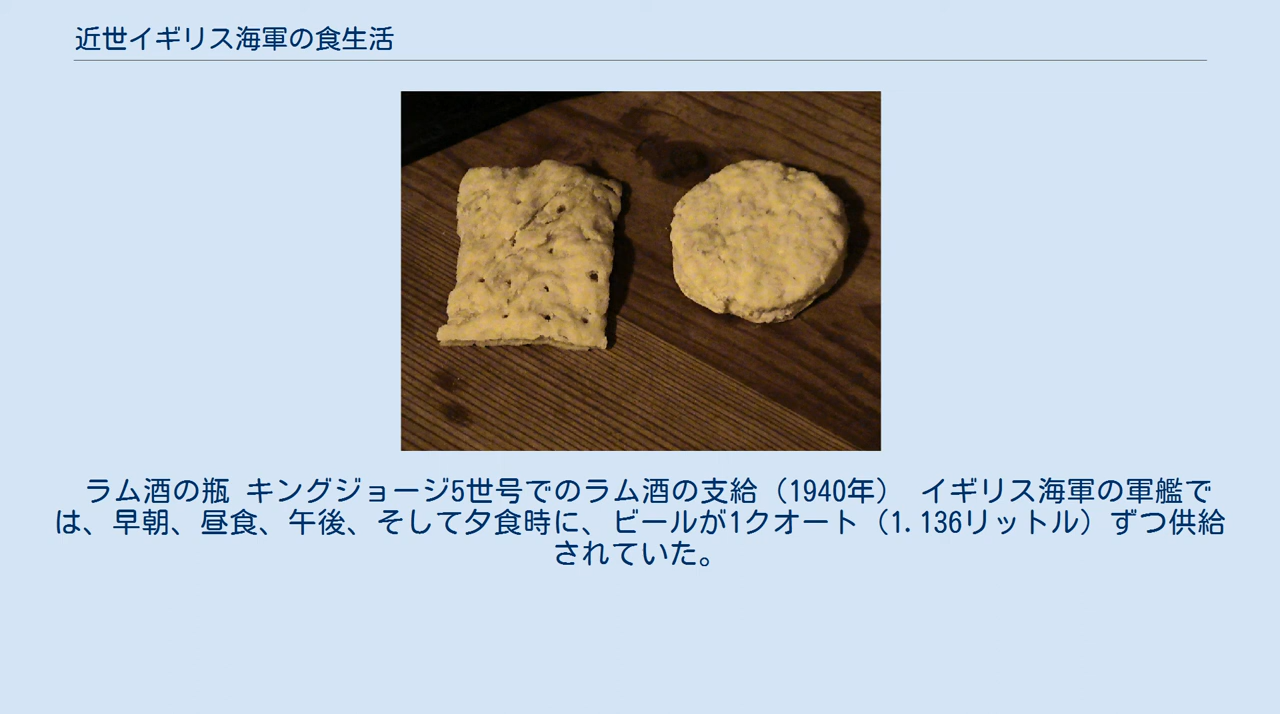 近世イギリス海軍の食生活
ラム酒の瓶 キングジョージ5世号でのラム酒の支給（1940年） イギリス海軍の軍艦で
は、早朝、昼食、午後、そして夕食時に、ビールが1クオート（1.136リットル）ずつ供給
されていた。